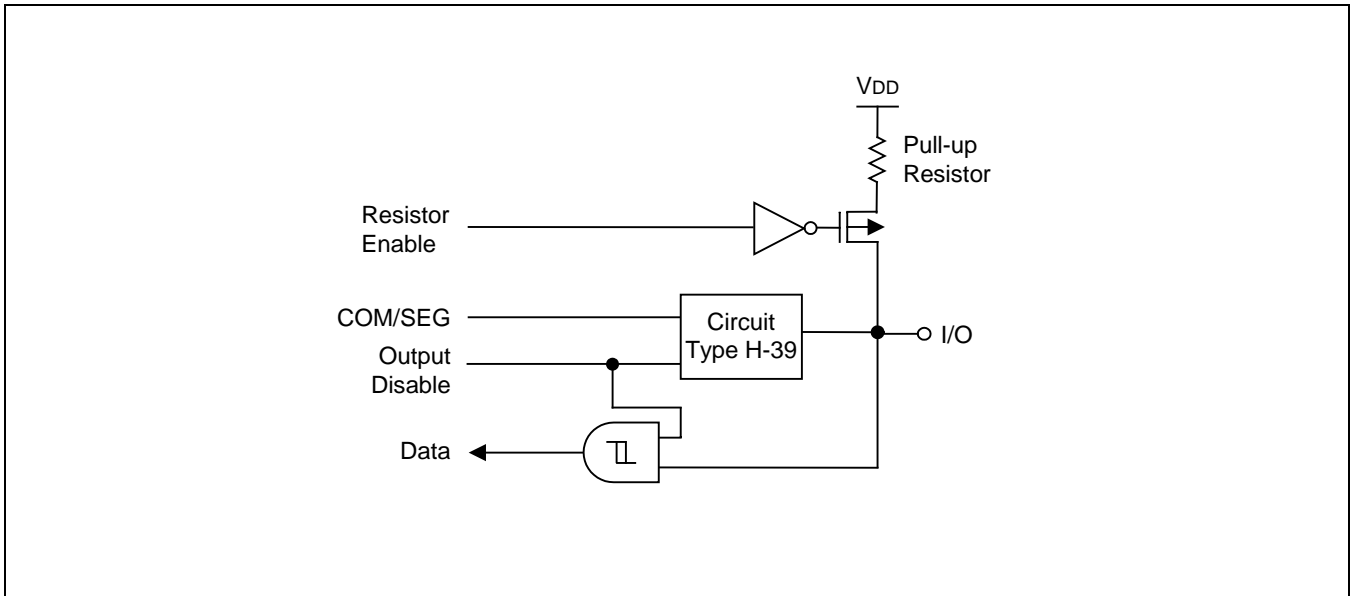 VDD
Pull-up
Resistor
Resistor
Enable
COM/SEG
Circuit
Type H-39
I/O
Output
Disable
Data